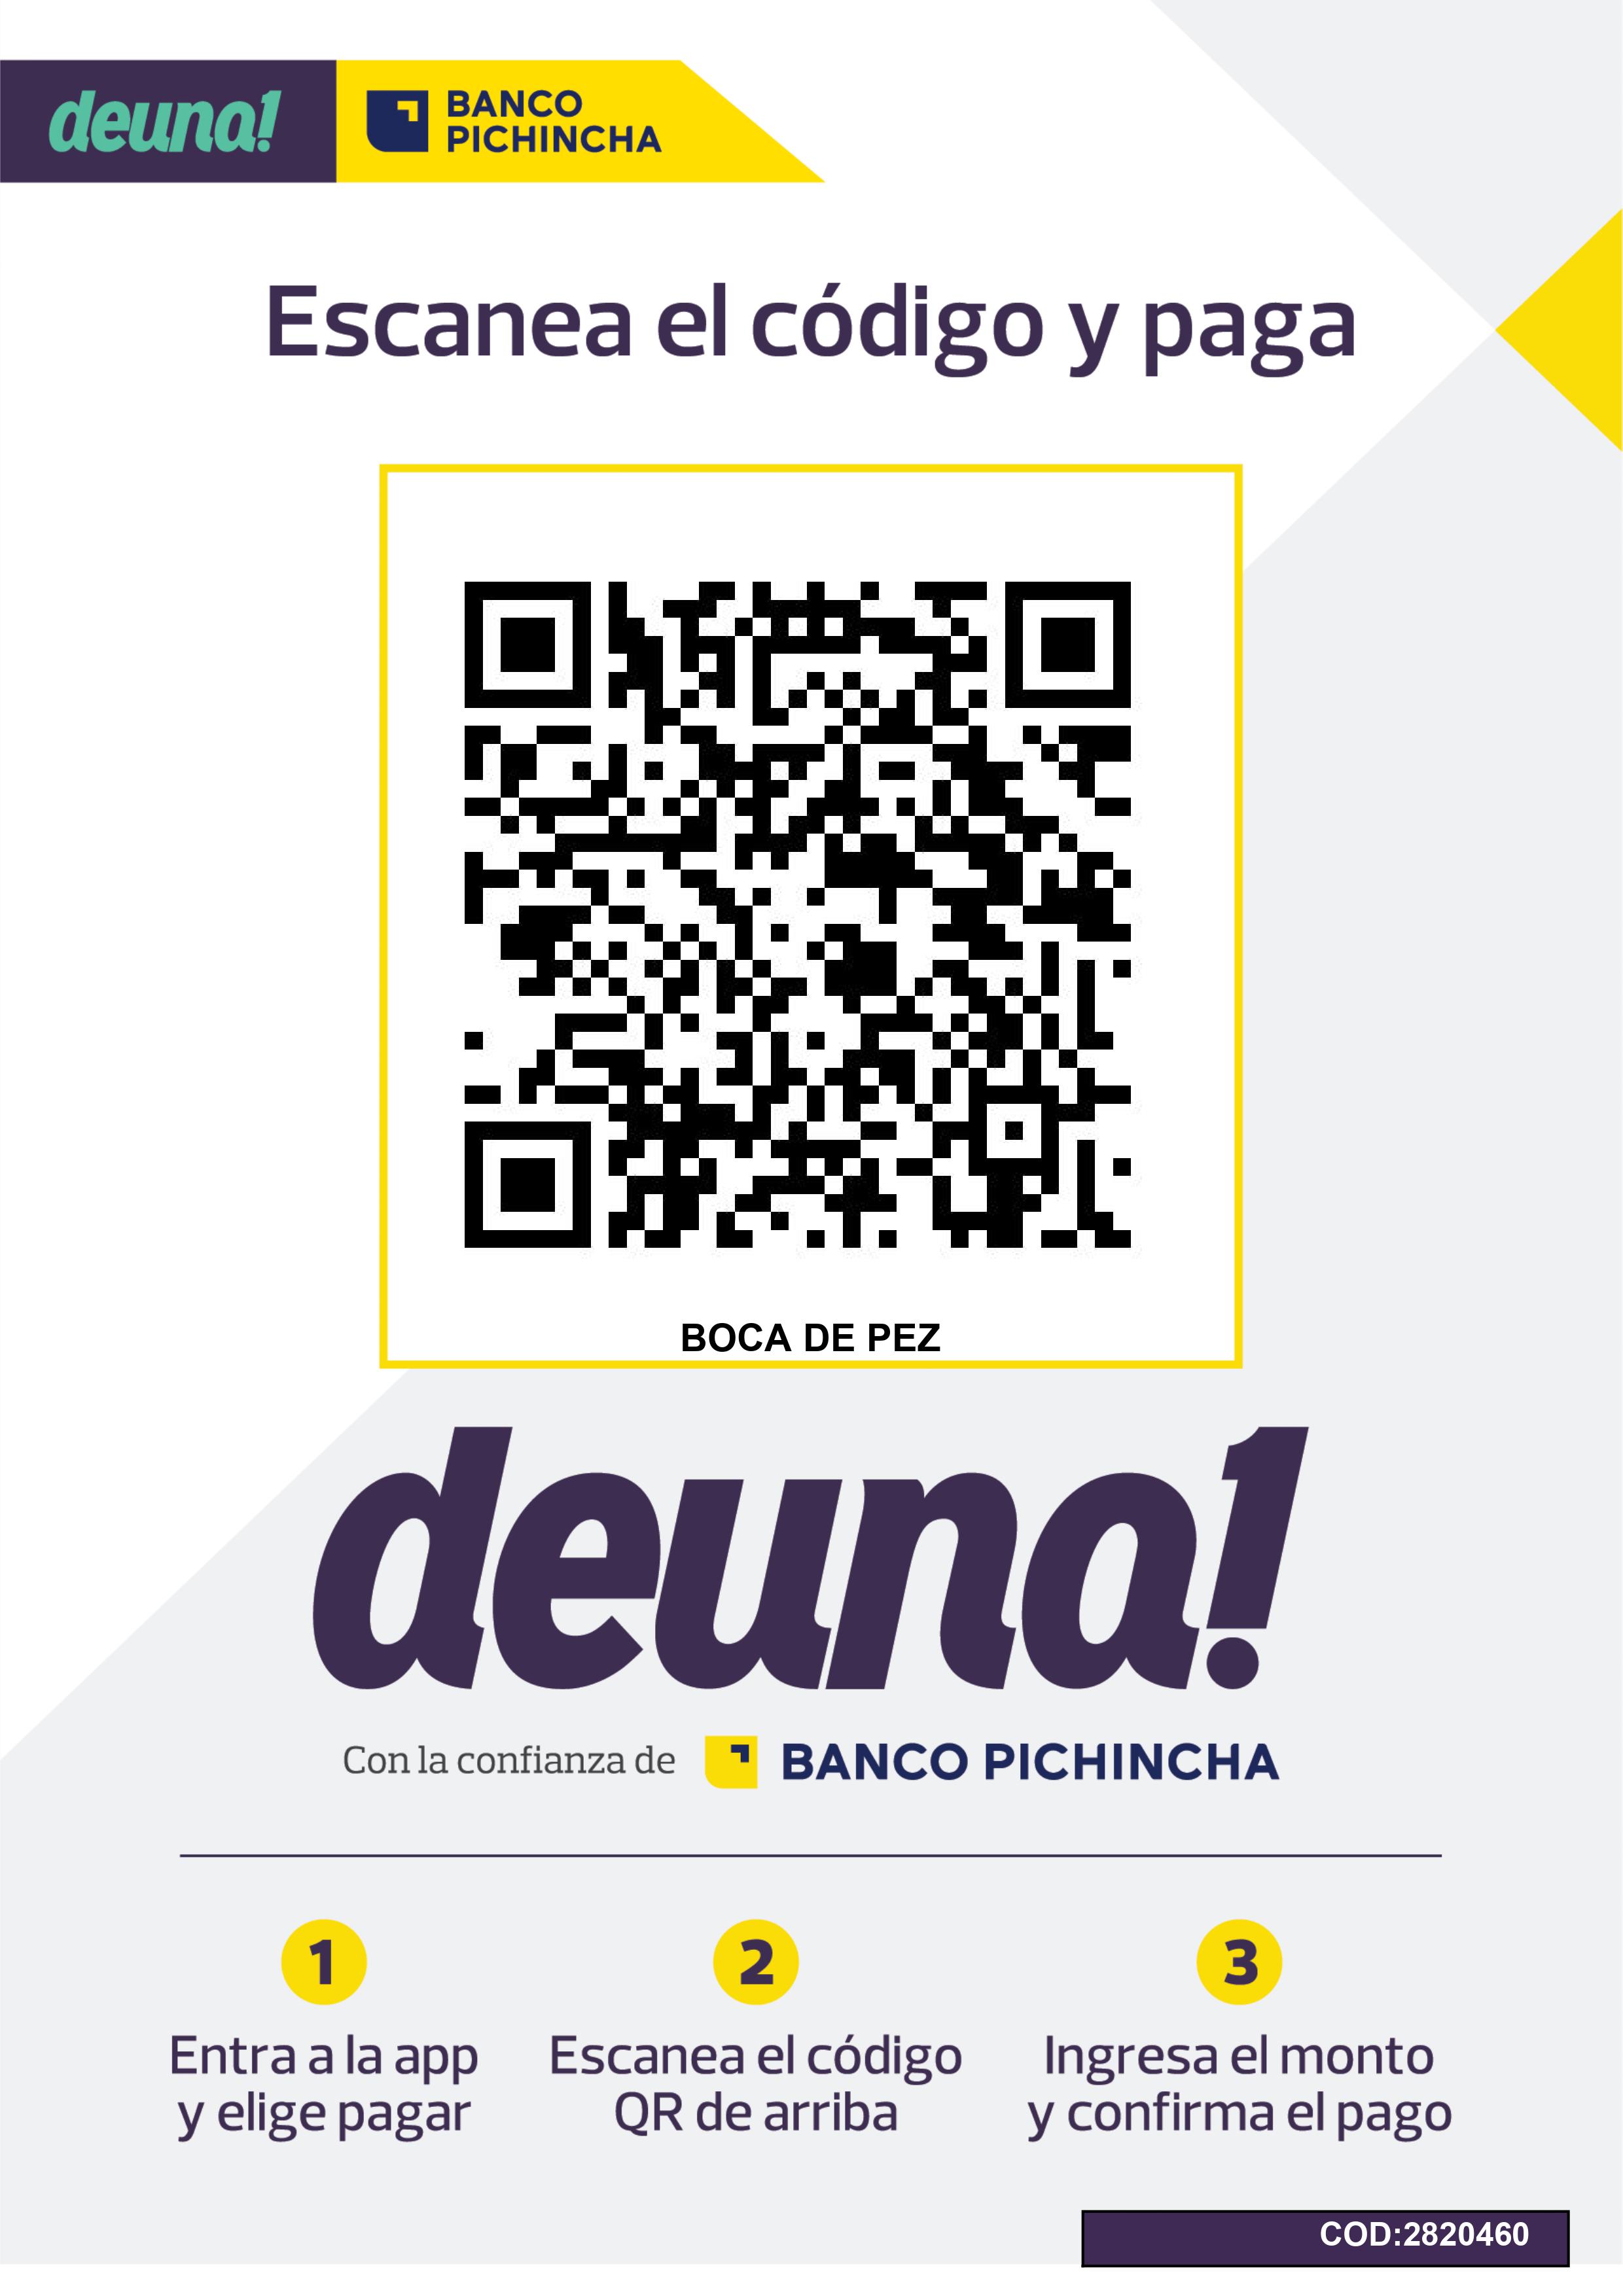 deuna!
BANCO
PICHINCHA
Escanea el código y paga
BOCA DE PEZ
deuna!
Con la confianza de BANCO PICHINCHA
1
Entra a la app
y elige pagar
2
Escanea el código
QR de arriba
3
Ingresa el monto
y confirma el pago
COD:2820460